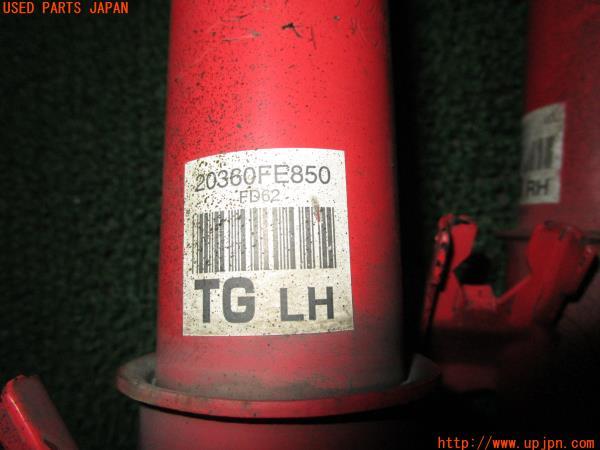 USED PARTS JAPAN
20360FE850
FD62
TG LH
RH
http://www.upjpn.com/